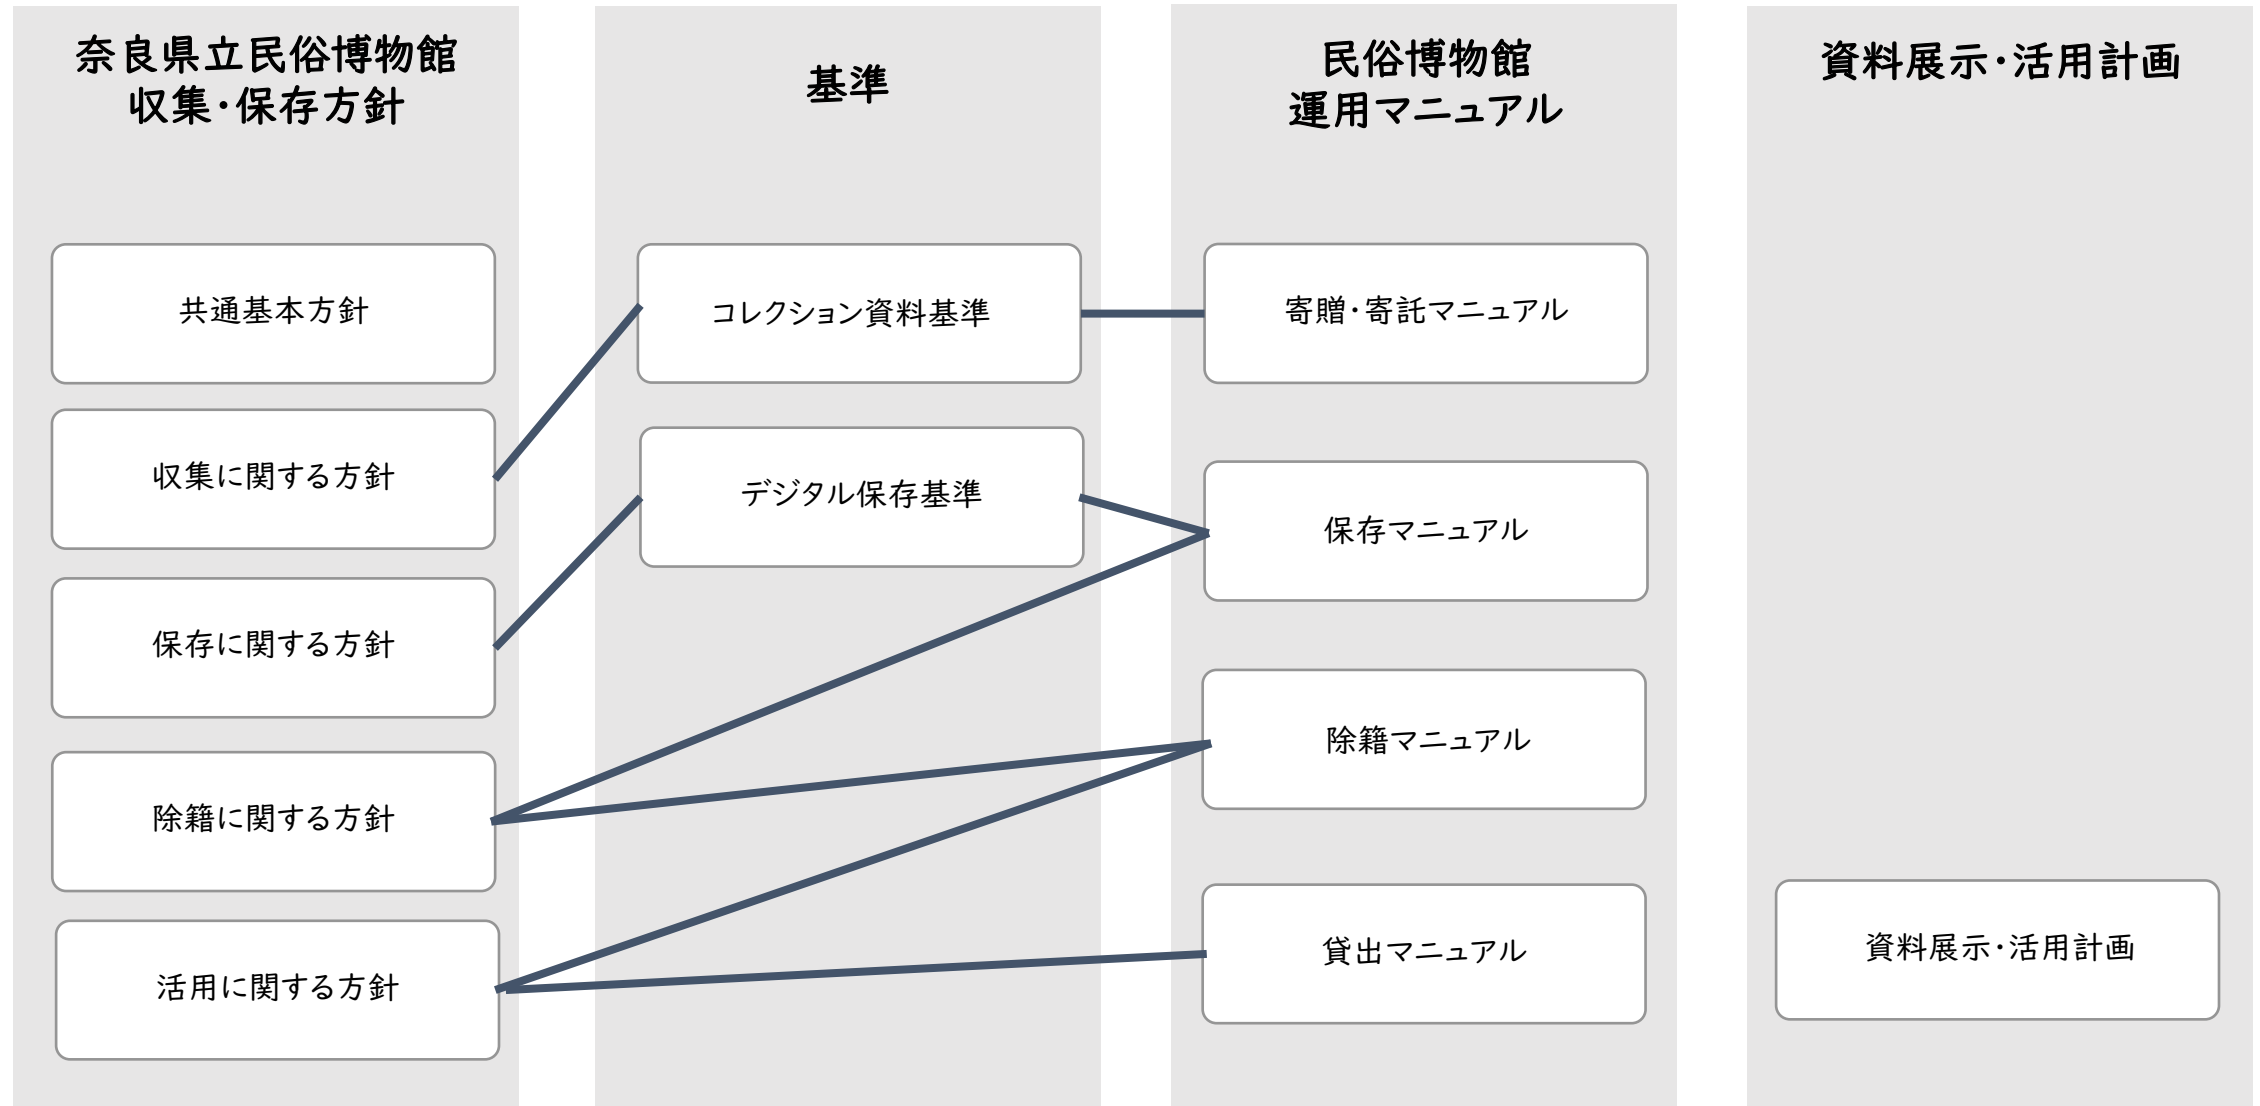 奈良県立民俗博物館
収集・保存方針
共通基本方針
収集に関する方針
保存に関する方針
除籍に関する方針
活用に関する方針
基準
コレクション資料基準
デジタル保存基準
民俗博物館
運用マニュアル
寄贈・寄託マニュアル
保存マニュアル
除籍マニュアル
貸出マニュアル
資料展示・活用計画
資料展示・活用計画